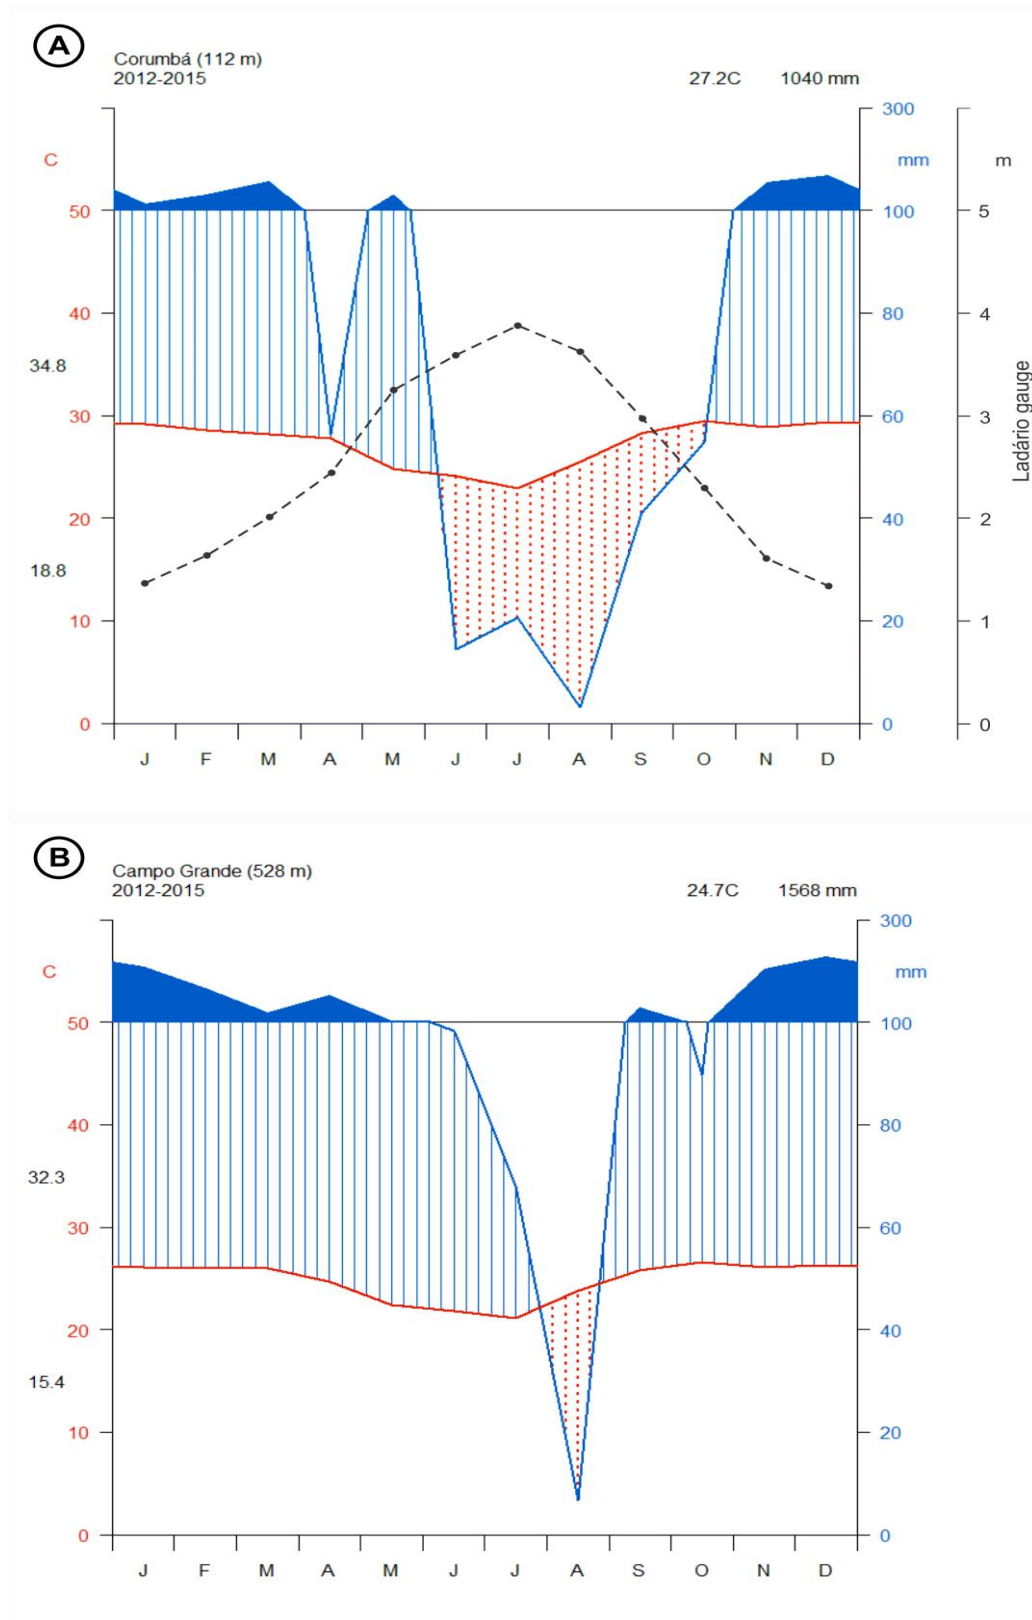 A
Corumbá (112 m)
2012-2015
27.2C 1040 mm
300
C
mm
m
50
100
5
40
80
4
34.8
30
60
3
Ladário gauge
20
40
2
18.8
10
20
1
0
0
0
J F M A M J J A S O N D
B
Campo Grande (528 m)
2012-2015
24.7C 1568 mm
300
C
mm
50
100
40
80
32.3
30
60
20
40
15.4
10
20
0
0
J F M A M J J A S O N D